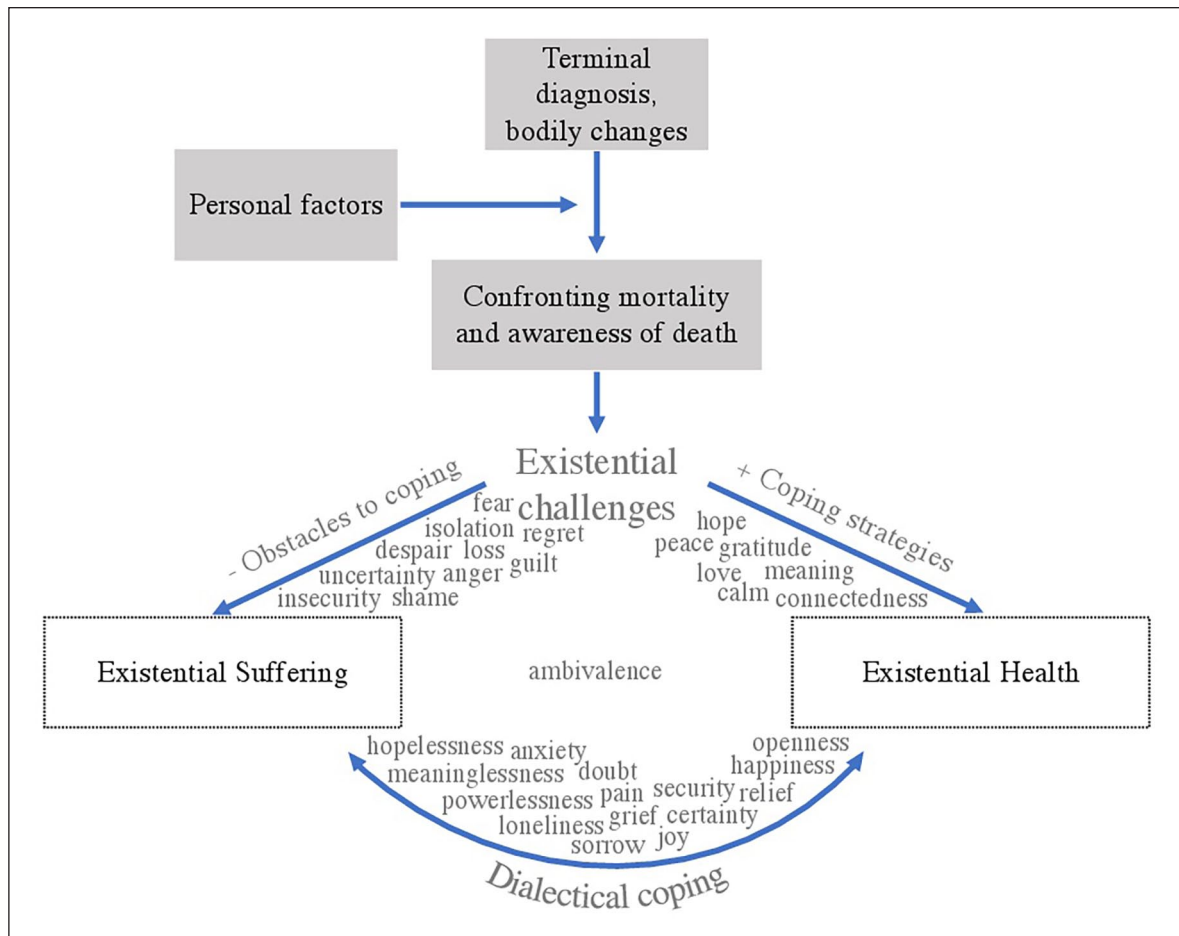 Terminal
diagnosis,
bodily changes
Personal factors
Confronting mortality
and awareness of death
Existential
challenges
- Obstacles to coping
+ Coping strategies
fear
isolation regret
despair loss
uncertainty anger guilt
insecurity shame
hope
peace gratitude
love meaning
calm connectedness
Existential Suffering
ambivalence
Existential Health
hopelessness anxiety
meaninglessness doubt
powerlessness pain security relief
loneliness grief certainty
sorrow joy
openness
happiness
Dialectical coping